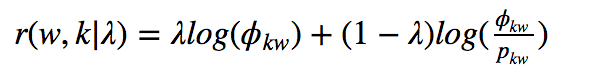 r(w, k|λ) = λlog(ϕ_kw) + (1 − λ)log(ϕ_kw / p_kw)